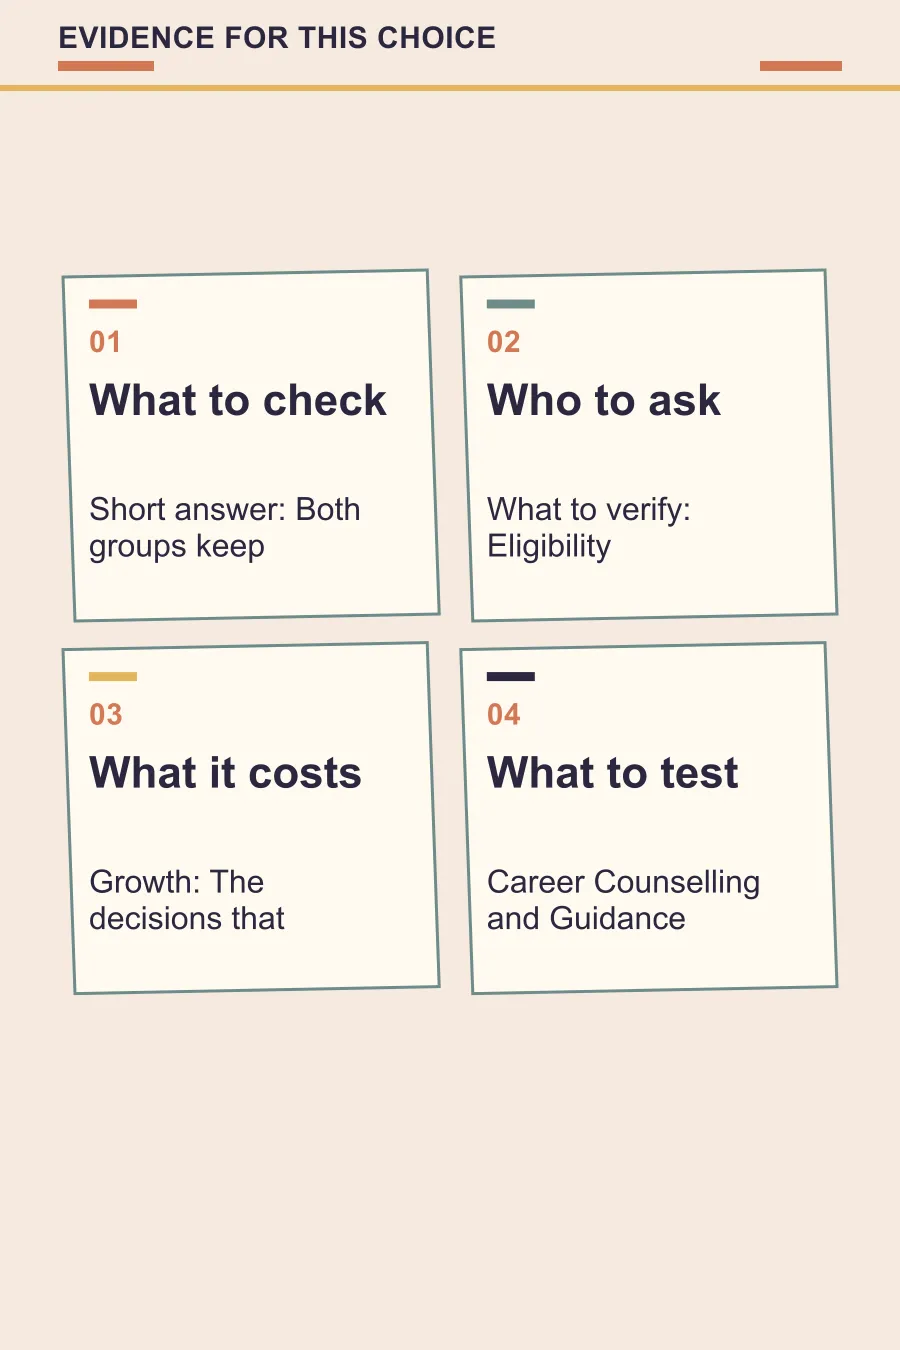 EVIDENCE FOR THIS CHOICE
01
What to check
Short answer: Both
groups keep
02
Who to ask
What to verify:
Eligibility
03
What it costs
Growth: The
decisions that
04
What to test
Career Counselling
and Guidance